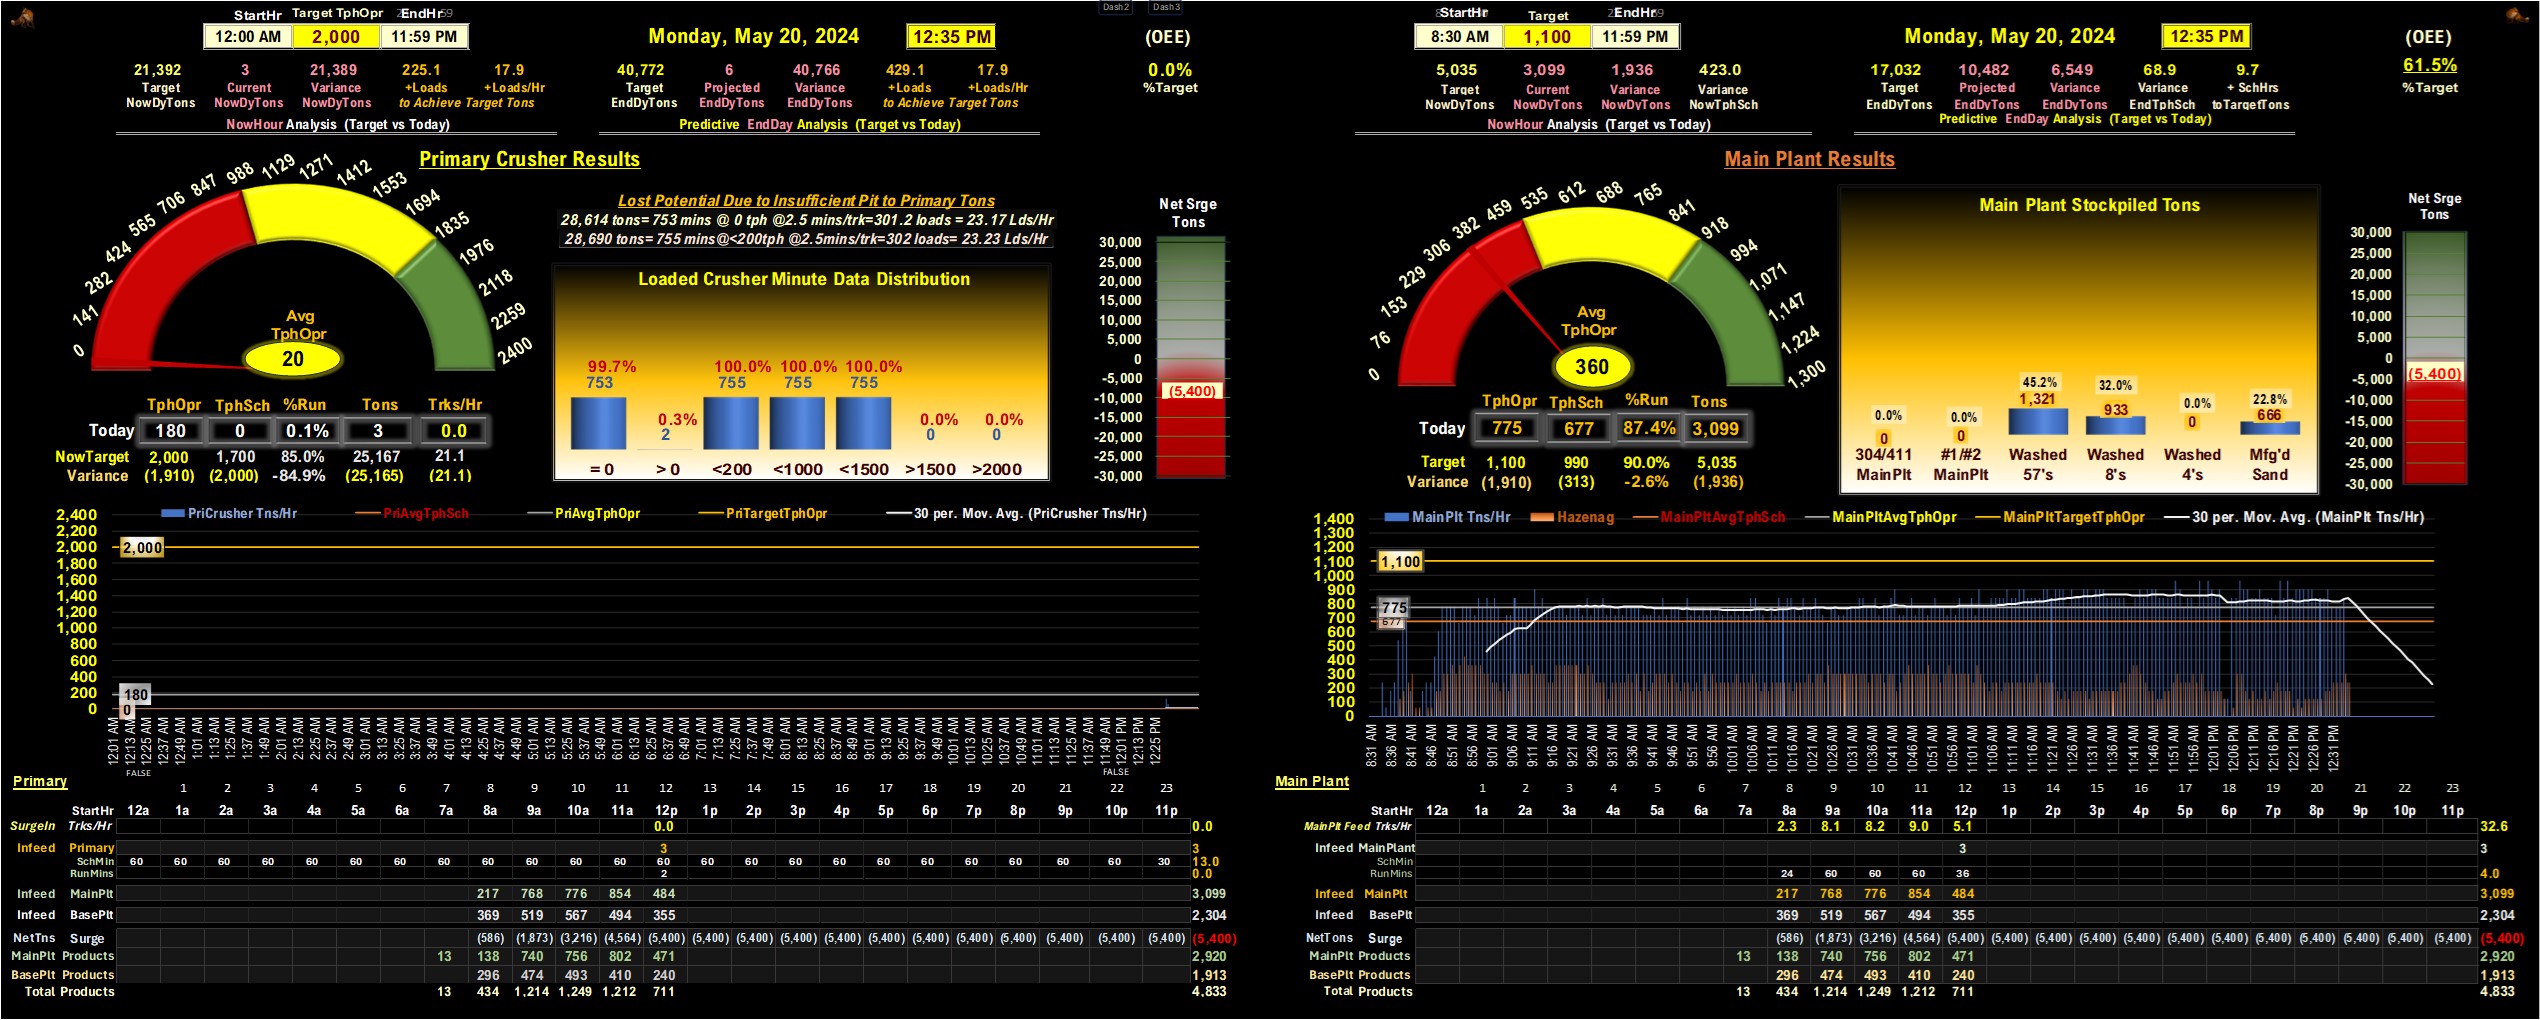 Dash2 Dash3
StartHr Target TphOpr EndHr
12:00 AM 2,000 11:59 PM
Monday, May 20, 2024 12:35 PM
(OEE)
0.0%
%Target
21,392 3 21,389 225.1 17.9
Target Current Variance +Loads +Loads/Hr
NowDyTons NowDyTons NowDyTons to Achieve Target Tons
NowHour Analysis (Target vs Today)
40,772 6 40,766 429.1 17.9
Target Projected Variance +Loads +Loads/Hr
EndDyTons EndDyTons EndDyTons to Achieve Target Tons
Predictive EndDay Analysis (Target vs Today)
Primary Crusher Results
0 141 282 424 565 706 847 988 1129 1271 1412 1553 1694 1835 1976 2118 2259 2400
Avg
TphOpr
20
TphOpr TphSch %Run Tons Trks/Hr
Today 180 0 0.1% 3 0.0
NowTarget 2,000 1,700 85.0% 25,167 21.1
Variance (1,910) (2,000) -84.9% (25,165) (21.1)
Lost Potential Due to Insufficient Pit to Primary Tons
28,614 tons= 753 mins @ 0 tph @2.5 mins/trk=301.2 loads = 23.17 Lds/Hr
28,690 tons= 755 mins@<200tph @2.5mins/trk=302 loads= 23.23 Lds/Hr
Loaded Crusher Minute Data Distribution
99.7% 0.3% 100.0% 100.0% 100.0% 0.0% 0.0%
753 2 755 755 755 0 0
= 0 > 0 <200 <1000 <1500 >1500 >2000
Net Srge
Tons
30,000
25,000
20,000
15,000
10,000
5,000
0
-5,000
(5,400)
-10,000
-15,000
-20,000
-25,000
-30,000
PriCrusher Tns/Hr PriAvgTphSch PriAvgTphOpr PriTargetTphOpr 30 per. Mov. Avg. (PriCrusher Tns/Hr)
2,400
2,200
2,000 2,000
1,800
1,600
1,400
1,200
1,000
800
600
400
200 180
0 0
12:01 AM 12:13 AM 12:25 AM 12:37 AM 12:49 AM 1:01 AM 1:13 AM 1:25 AM 1:37 AM 1:49 AM 2:01 AM 2:13 AM 2:25 AM 2:37 AM 2:49 AM 3:01 AM 3:13 AM 3:25 AM 3:37 AM 3:49 AM 4:01 AM 4:13 AM 4:25 AM 4:37 AM 4:49 AM 5:01 AM 5:13 AM 5:25 AM 5:37 AM 5:49 AM 6:01 AM 6:13 AM 6:25 AM 6:37 AM 6:49 AM 7:01 AM 7:13 AM 7:25 AM 7:37 AM 7:49 AM 8:01 AM 8:13 AM 8:25 AM 8:37 AM 8:49 AM 9:01 AM 9:13 AM 9:25 AM 9:37 AM 9:49 AM 10:01 AM 10:13 AM 10:25 AM 10:37 AM 10:49 AM 11:01 AM 11:13 AM 11:25 AM 11:37 AM 11:49 AM 12:01 PM 12:13 PM 12:25 PM
FALSE FALSE
Primary
1 2 3 4 5 6 7 8 9 10 11 12 13 14 15 16 17 18 19 20 21 22 23
StartHr 12a 1a 2a 3a 4a 5a 6a 7a 8a 9a 10a 11a 12p 1p 2p 3p 4p 5p 6p 7p 8p 9p 10p 11p
SurgeIn Trks/Hr 0.0 0.0
Infeed Primary 3 3
SchMin 60 60 60 60 60 60 60 60 60 60 60 60 60 60 60 60 60 60 60 60 60 60 60 30 13.0
RunMins 2 0.0
Infeed MainPlt 217 768 776 854 484 3,099
Infeed BasePlt 369 519 567 494 355 2,304
NetTns Surge (586) (1,873) (3,216) (4,564) (5,400) (5,400) (5,400) (5,400) (5,400) (5,400) (5,400) (5,400) (5,400) (5,400) (5,400) (5,400) (5,400)
MainPlt Products 13 138 740 756 802 471 2,920
BasePlt Products 296 474 493 410 240 1,913
Total Products 13 434 1,214 1,249 1,212 711 4,833
StartHr Target EndHr
8:30 AM 1,100 11:59 PM
Monday, May 20, 2024 12:35 PM
(OEE)
61.5%
%Target
5,035 3,099 1,936 423.0
Target Current Variance Variance
NowDyTons NowDyTons NowDyTons NowTphSch
NowHour Analysis (Target vs Today)
17,032 10,482 6,549 68.9 9.7
Target Projected Variance Variance + SchHrs
EndDyTons EndDyTons EndDyTons EndTphSch toTargetTons
Predictive EndDay Analysis (Target vs Today)
Main Plant Results
0 76 153 229 306 382 459 535 612 688 765 841 918 994 1,071 1,147 1,224 1,300
Avg
TphOpr
360
TphOpr TphSch %Run Tons
Today 775 677 87.4% 3,099
Target 1,100 990 90.0% 5,035
Variance (1,910) (313) -2.6% (1,936)
Main Plant Stockpiled Tons
0.0% 0.0% 45.2% 32.0% 0.0% 22.8%
0 0 1,321 933 0 666
304/411 #1/#2 Washed Washed Washed Mfg'd
MainPlt MainPlt 57's 8's 4's Sand
Net Srge
Tons
30,000
25,000
20,000
15,000
10,000
5,000
0
-5,000 (5,400)
-10,000
-15,000
-20,000
-25,000
-30,000
MainPlt Tns/Hr Hazenag MainPltAvgTphSch MainPltAvgTphOpr MainPltTargetTphOpr 30 per. Mov. Avg. (MainPlt Tns/Hr)
1,400
1,300
1,200
1,100 1,100
1,000
900
800
775
700
677
600
500
400
300
200
100
0
8:31 AM 8:36 AM 8:41 AM 8:46 AM 8:51 AM 8:56 AM 9:01 AM 9:06 AM 9:11 AM 9:16 AM 9:21 AM 9:26 AM 9:31 AM 9:36 AM 9:41 AM 9:46 AM 9:51 AM 9:56 AM 10:01 AM 10:06 AM 10:11 AM 10:16 AM 10:21 AM 10:26 AM 10:31 AM 10:36 AM 10:41 AM 10:46 AM 10:51 AM 10:56 AM 11:01 AM 11:06 AM 11:11 AM 11:16 AM 11:21 AM 11:26 AM 11:31 AM 11:36 AM 11:41 AM 11:46 AM 11:51 AM 11:56 AM 12:01 PM 12:06 PM 12:11 PM 12:16 PM 12:21 PM 12:26 PM 12:31 PM
Main Plant
1 2 3 4 5 6 7 8 9 10 11 12 13 14 15 16 17 18 19 20 21 22 23
StartHr 12a 1a 2a 3a 4a 5a 6a 7a 8a 9a 10a 11a 12p 1p 2p 3p 4p 5p 6p 7p 8p 9p 10p 11p
MainPlt Feed Trks/Hr 2.3 8.1 8.2 9.0 5.1 32.6
Infeed MainPlant 3 3
SchMin
RunMins 24 60 60 60 36 4.0
Infeed MainPlt 217 768 776 854 484 3,099
Infeed BasePlt 369 519 567 494 355 2,304
NetTons Surge (586) (1,873) (3,216) (4,564) (5,400) (5,400) (5,400) (5,400) (5,400) (5,400) (5,400) (5,400) (5,400) (5,400) (5,400) (5,400) (5,400)
MainPlt Products 13 138 740 756 802 471 2,920
BasePlt Products 296 474 493 410 240 1,913
Total Products 13 434 1,214 1,249 1,212 711 4,833